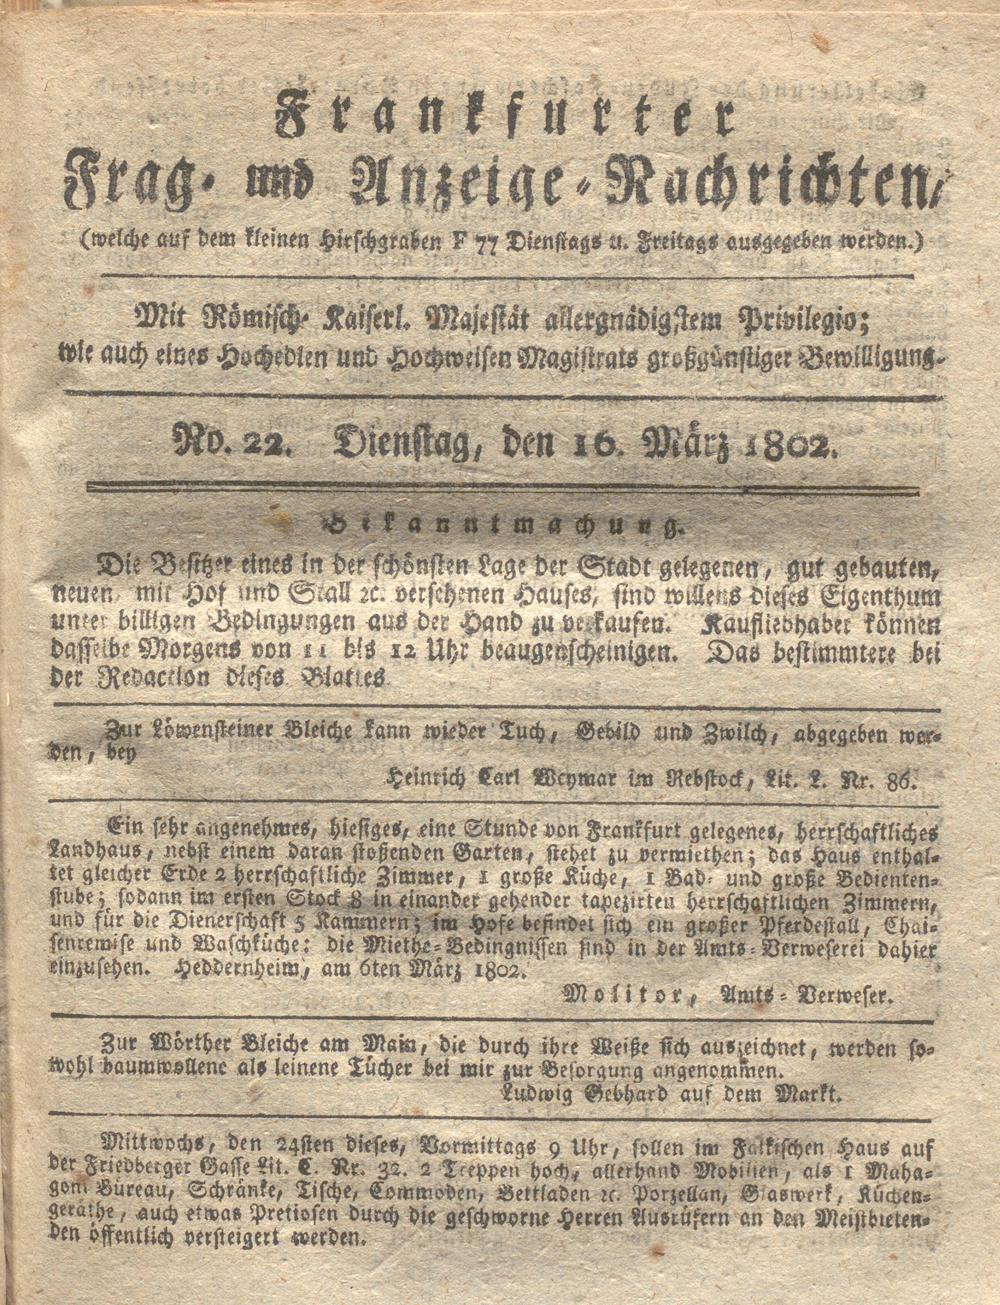 Frankfurter
Frag- und Anzeige-Nachrichten,
(welche auf dem kleinen Hirschgraben F 77 Dienstags u. Freitags ausgegeben werden.)
Mit Römisch- Kaiserl. Majestät allergnädigstem Privilegio;
wie auch eines Hochedlen und Hochweisen Magistrats großgünstiger Bewilligung.
No. 22. Dienstag, den 16. März 1802.
Bekanntmachung.
Die Besitzer eines in der schönsten Lage der Stadt gelegenen, gut gebauten,
neuen mit Hof und Stall ꝛc. versehenen Hauses, sind willens dieses Eigenthum
unter billigen Bedingungen aus der Hand zu verkaufen. Kaufliebhaber können
dasselbe Morgens von 11 bis 12 Uhr beaugenscheinigen. Das bestimmtere bei
der Redaction dieses Blattes
Zur Löwensteiner Bleiche kann wieder Tuch, Gebild und Zwilch, abgegeben wer-
den, bey
Heinrich Carl Weymar im Rebstock, Lit. L. Nr. 86.
Ein sehr angenehmes, hiesiges, eine Stunde von Frankfurt gelegenes, herrschaftliches
Landhaus, nebst einem daran stoßenden Garten, stehet zu vermiethen; das Haus enthal-
tet gleicher Erde 2 herrschaftliche Zimmer, 1 große Küche, 1 Bad- und große Bedienten-
stube; sodann im ersten Stock 8 in einander gehender tapezirten herrschaftlichen Zimmern,
und für die Dienerschaft 5 Kammern; im Hofe befindet sich ein großer Pferdestall, Chai-
senremise und Waschküche: die Miethe-Bedingnissen sind in der Amts-Verweserei dahier
einzusehen. Heddernheim, am 6ten März 1802.
Molitor, Amts-Verweser.
Zur Wörther Bleiche am Main, die durch ihre Weiße sich auszeichnet, werden so-
wohl baumwollene als leinene Tücher bei mir zur Besorgung angenommen.
Ludwig Gebhard auf dem Markt.
Mittwochs, den 24sten dieses, Vormittags 9 Uhr, sollen im Falkischen Haus auf
der Friedberger Gasse Lit. C. Nr. 32. 2 Treppen hoch, allerhand Mobilien, als 1 Maha-
goni Büreau, Schränke, Tische, Commoden, Bettladen ꝛc. Porzellan, Glaswerk, Küchen-
geräthe, auch etwas Pretiosen durch die geschworne Herren Ausrüfern an den Meistbieten-
den öffentlich versteigert werden.